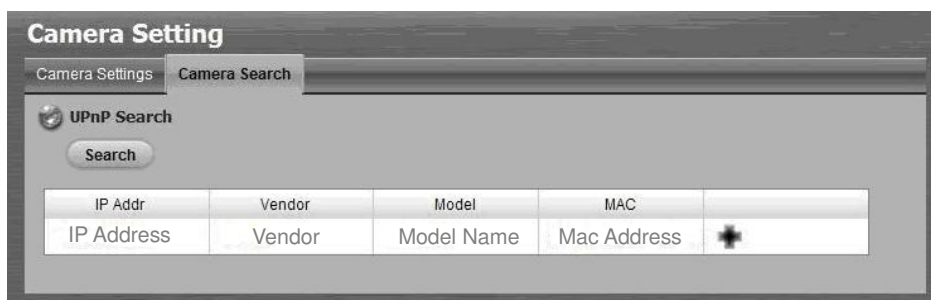 Camera Setting
Camera Settings Camera Search
UPnP Search
Search
IP Addr Vendor Model MAC
IP Address Vendor Model Name Mac Address